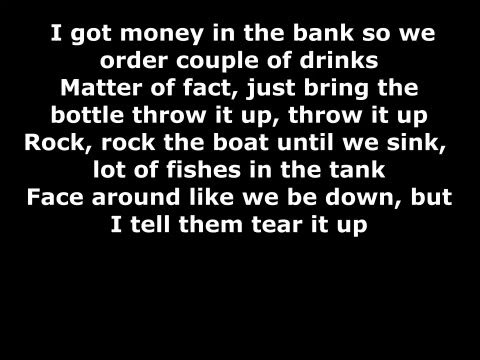 I got money in the bank so we
order couple of drinks
Matter of fact, just bring the
bottle throw it up, throw it up
Rock, rock the boat until we sink,
lot of fishes in the tank
Face around like we be down, but
I tell them tear it up